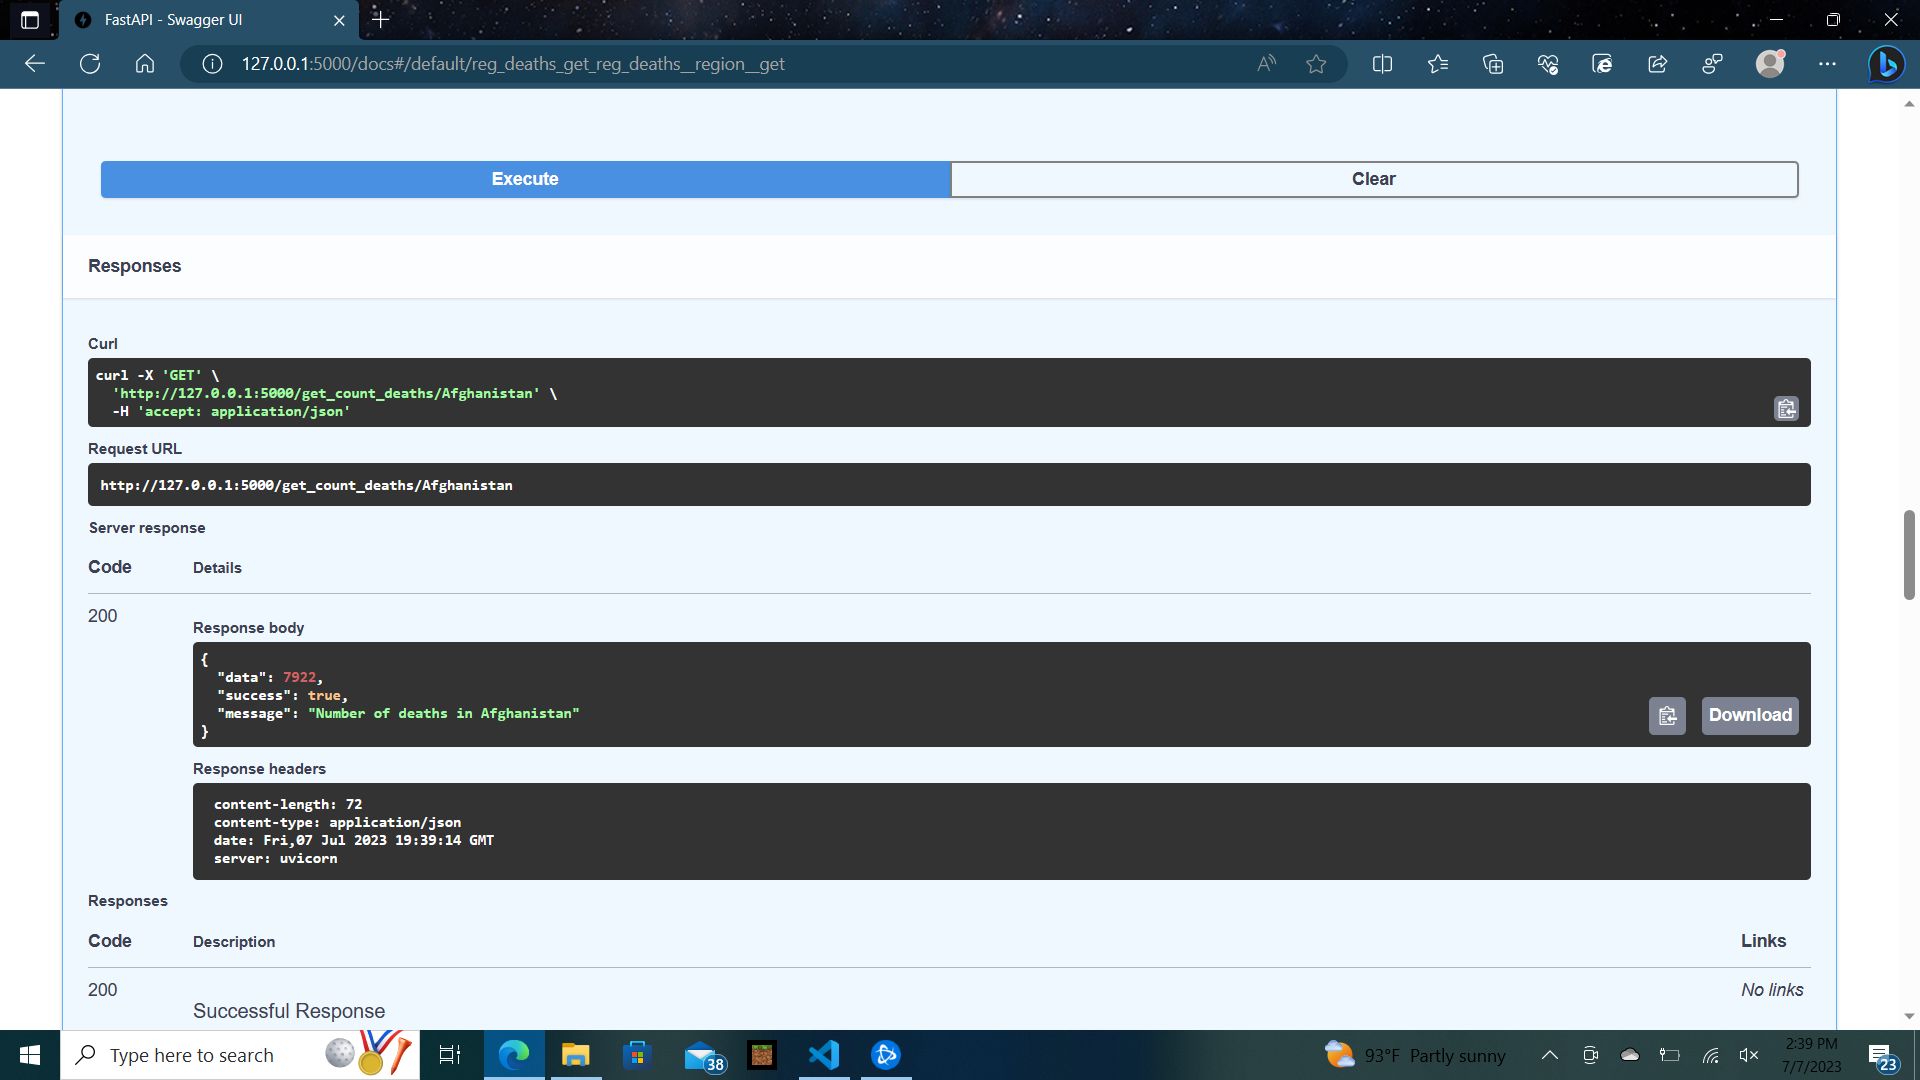 FastAPI - Swagger UI
127.0.0.1:5000/docs#/default/reg_deaths_get_reg_deaths__region__get
Execute
Clear
Responses
Curl
curl -X 'GET' \
'http://127.0.0.1:5000/get_count_deaths/Afghanistan' \
-H 'accept: application/json'
Request URL
http://127.0.0.1:5000/get_count_deaths/Afghanistan
Server response
Code Details
200
Response body
{
"data": 7922,
"success": true,
"message": "Number of deaths in Afghanistan"
}
Download
Response headers
content-length: 72
content-type: application/json
date: Fri,07 Jul 2023 19:39:14 GMT
server: uvicorn
Responses
Code Description Links
200 No links
Successful Response
Type here to search
38
93°F Partly sunny
2:39 PM
7/7/2023
23